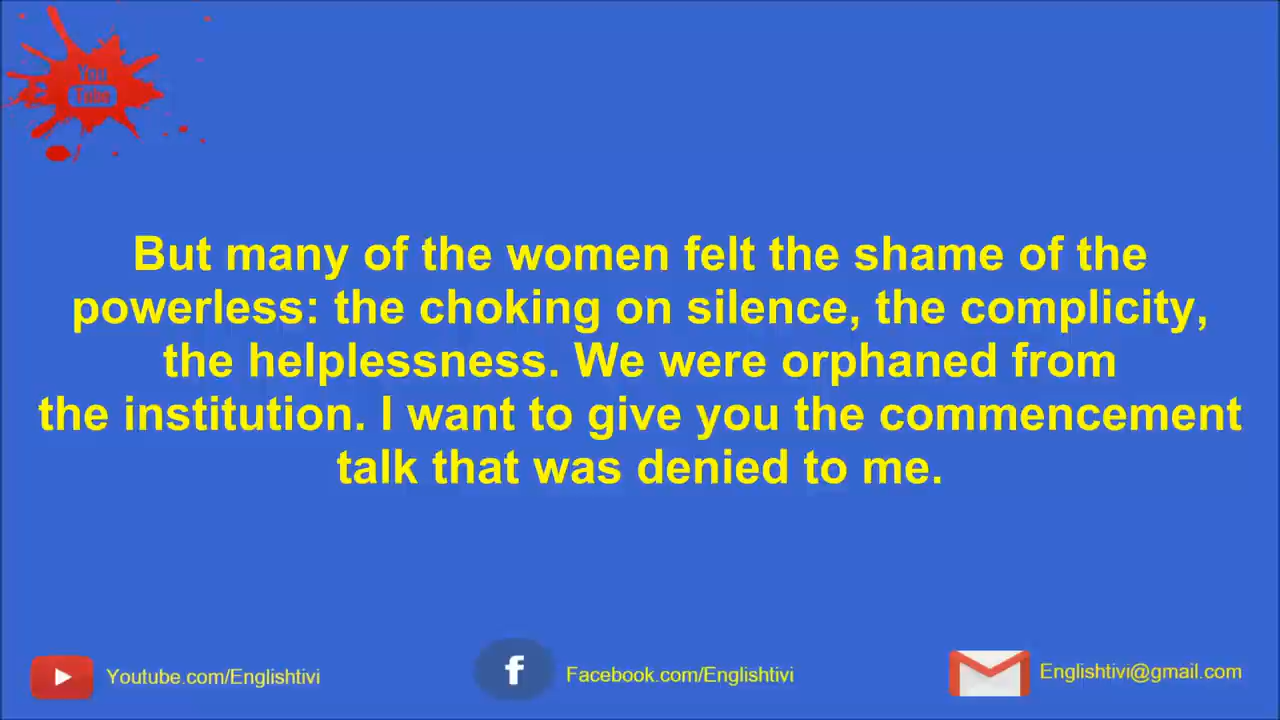 You
Tube
But many of the women felt the shame of the
powerless: the choking on silence, the complicity,
the helplessness. We were orphaned from
the institution. I want to give you the commencement
talk that was denied to me.
Youtube.com/Englishtivi
f
Facebook.com/Englishtivi
Englishtivi@gmail.com